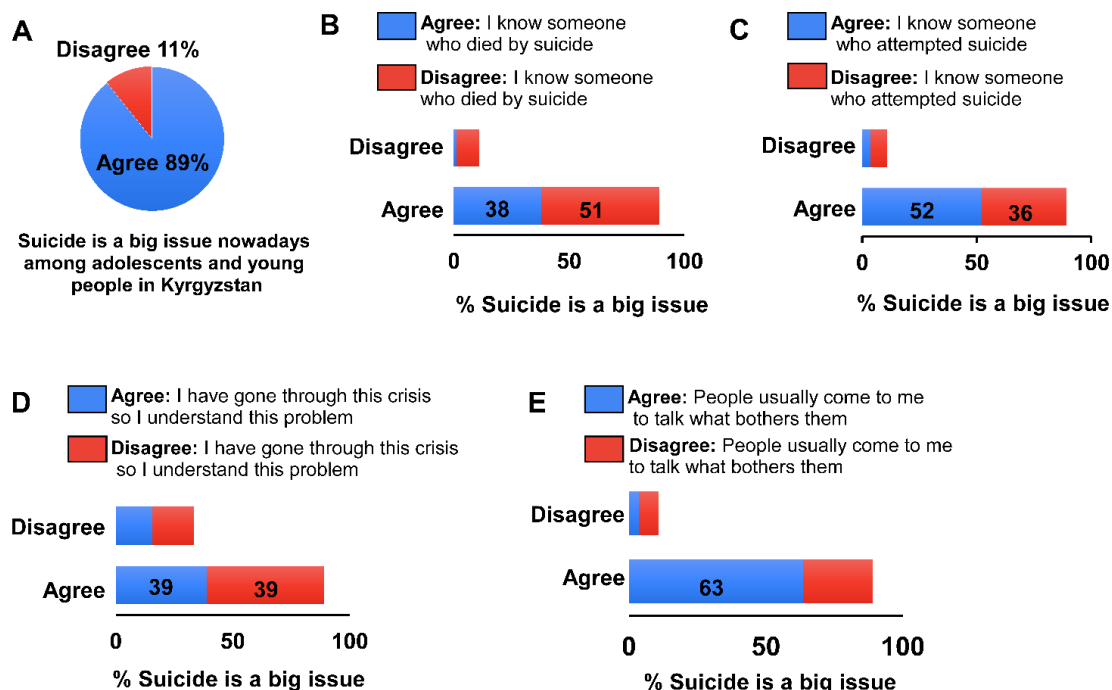 A
Disagree 11%
Agree 89%
Suicide is a big issue nowadays
among adolescents and young
people in Kyrgyzstan
B
Agree: I know someone
who died by suicide
Disagree: I know someone
who died by suicide
Disagree
Agree
38
51
0
50
100
% Suicide is a big issue
C
Agree: I know someone
who attempted suicide
Disagree: I know someone
who attempted suicide
Disagree
Agree
52
36
0
50
100
% Suicide is a big issue
D
Agree: I have gone through this crisis
so I understand this problem
Disagree: I have gone through this crisis
so I understand this problem
Disagree
Agree
39
39
0
50
100
% Suicide is a big issue
E
Agree: People usually come to me
to talk what bothers them
Disagree: People usually come to me
to talk what bothers them
Disagree
Agree
63
0
50
100
% Suicide is a big issue